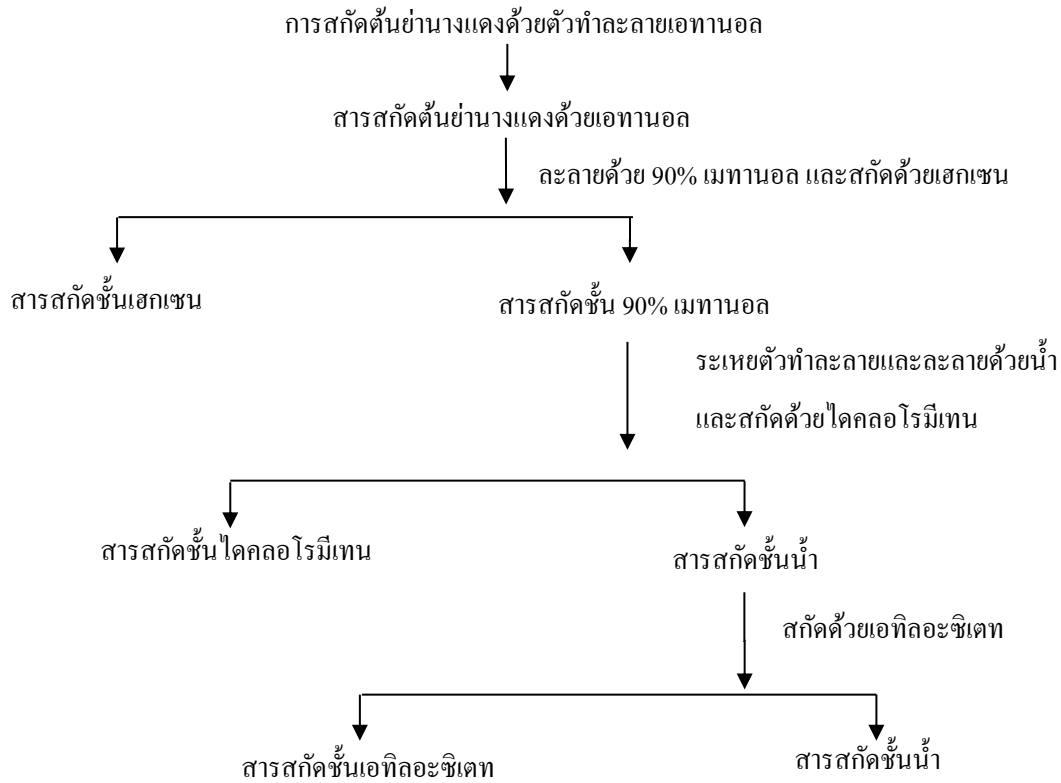 การสกัดต้นย่านางแดงด้วยตัวทำละลายเอทานอล
สารสกัดต้นย่านางแดงด้วยเอทานอล
ละลายด้วย 90% เมทานอล และสกัดด้วยเฮกเซน
สารสกัดชั้นเฮกเซน
สารสกัดชั้น 90% เมทานอล
ระเหยตัวทำละลายและละลายด้วยน้ำ
และสกัดด้วยไดคลอโรมีเทน
สารสกัดชั้นไดคลอโรมีเทน
สารสกัดชั้นน้ำ
สกัดด้วยเอทิลอะซิเตท
สารสกัดชั้นเอทิลอะซิเตท
สารสกัดชั้นน้ำ